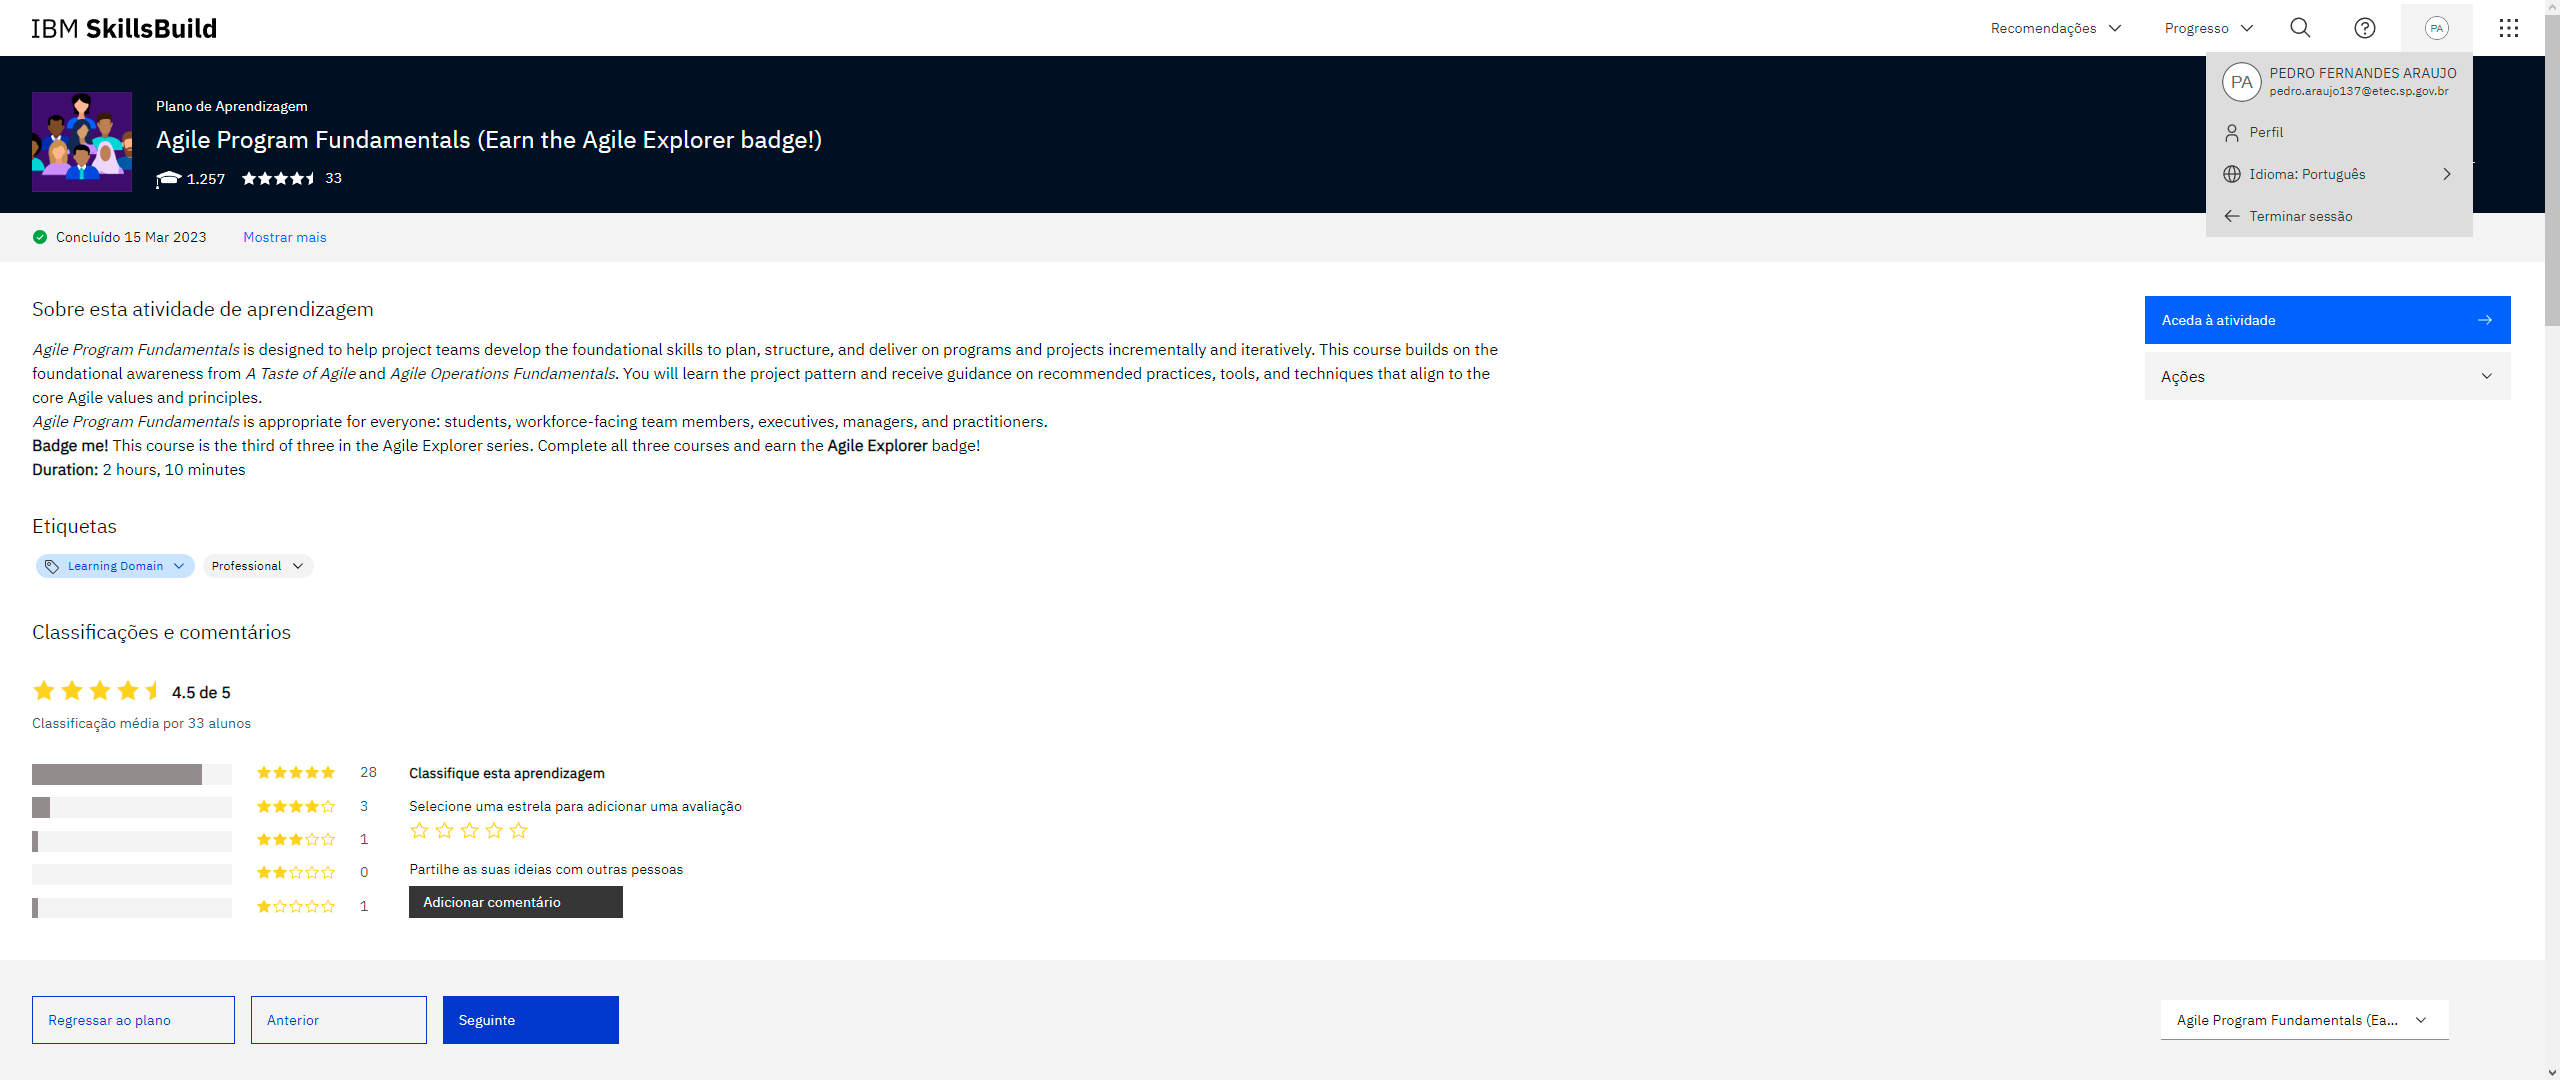 IBM SkillsBuild
Recomendações
Progresso
PA
PA
PEDRO FERNANDES ARAUJO
pedro.araujo137@etec.sp.gov.br
Perfil
Idioma: Português
Terminar sessão
Plano de Aprendizagem
Agile Program Fundamentals (Earn the Agile Explorer badge!)
1.257
33
Concluído 15 Mar 2023
Mostrar mais
Sobre esta atividade de aprendizagem
Agile Program Fundamentals is designed to help project teams develop the foundational skills to plan, structure, and deliver on programs and projects incrementally and iteratively. This course builds on the
foundational awareness from A Taste of Agile and Agile Operations Fundamentals. You will learn the project pattern and receive guidance on recommended practices, tools, and techniques that align to the
core Agile values and principles.
Agile Program Fundamentals is appropriate for everyone: students, workforce-facing team members, executives, managers, and practitioners.
Badge me! This course is the third of three in the Agile Explorer series. Complete all three courses and earn the Agile Explorer badge!
Duration: 2 hours, 10 minutes
Aceda à atividade
Ações
Etiquetas
Learning Domain
Professional
Classificações e comentários
4.5 de 5
Classificação média por 33 alunos
28
3
1
0
1
Classifique esta aprendizagem
Selecione uma estrela para adicionar uma avaliação
Partilhe as suas ideias com outras pessoas
Adicionar comentário
Regressar ao plano
Anterior
Seguinte
Agile Program Fundamentals (Ea...